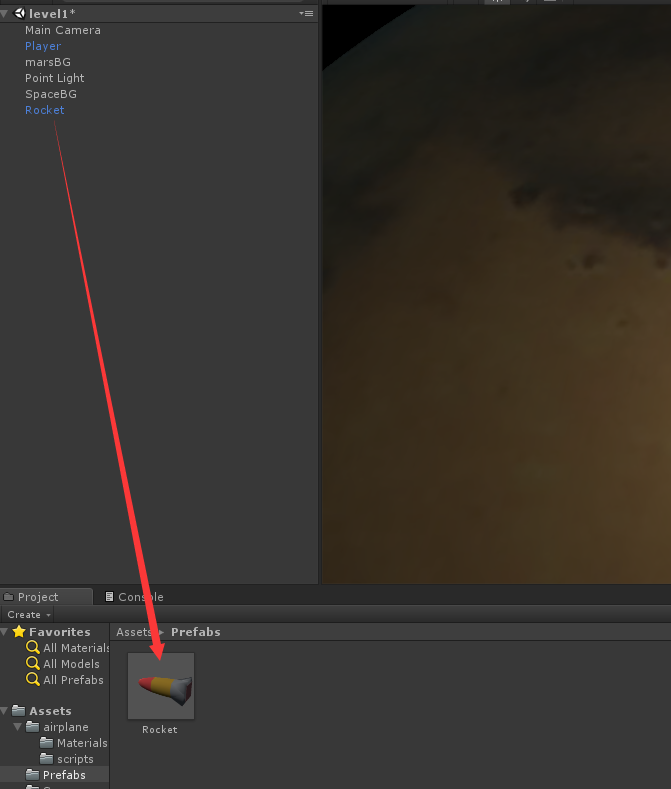 level1*
Main Camera
Player
marsBG
Point Light
SpaceBG
Rocket
Project
Console
Create
Favorites
Assets
Prefabs
All Materials
All Models
All Prefabs
Rocket
Assets
airplane
Materials
scripts
Prefabs